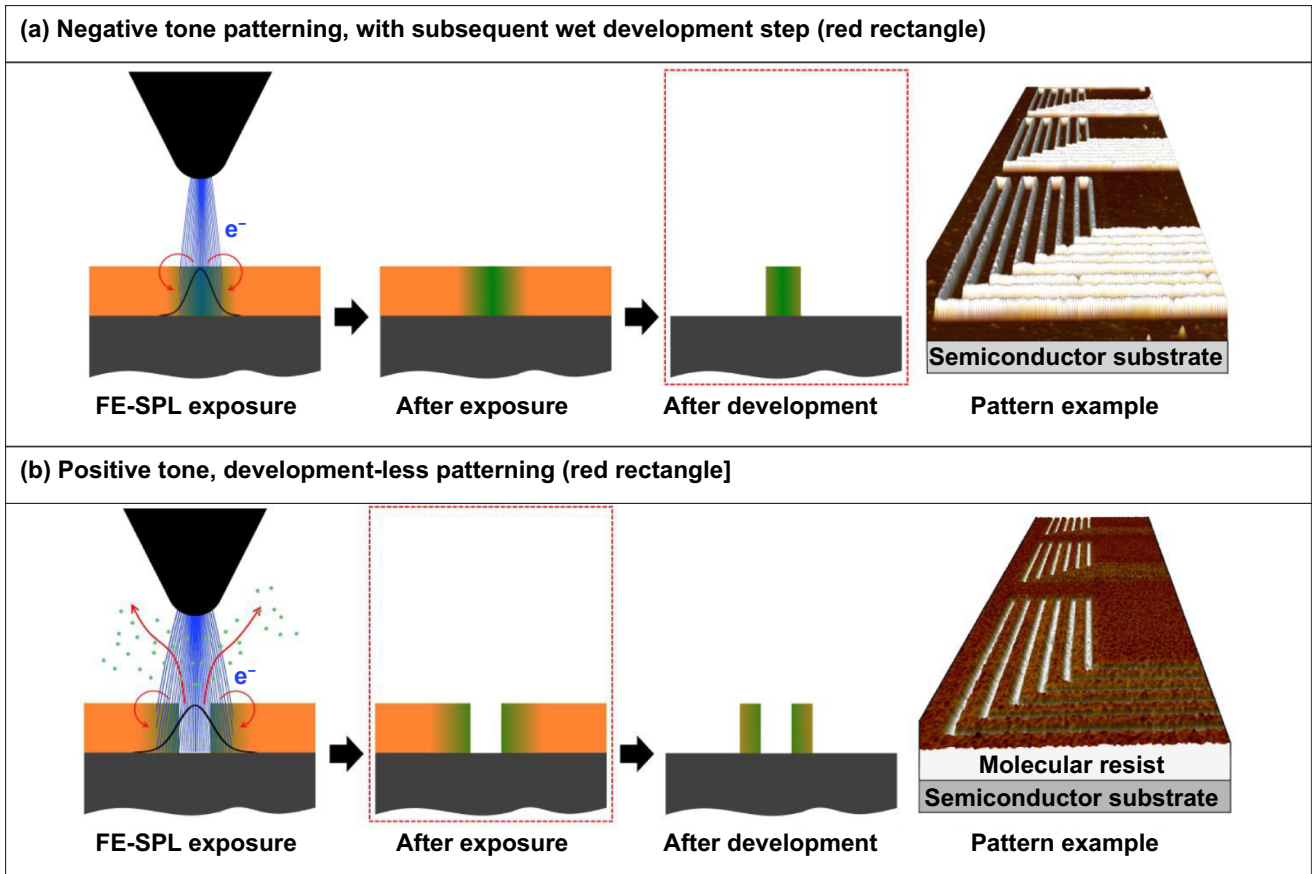 (a) Negative tone patterning, with subsequent wet development step (red rectangle)
e⁻
Semiconductor substrate
FE-SPL exposure
After exposure
After development
Pattern example
(b) Positive tone, development-less patterning (red rectangle]
e⁻
Molecular resist
Semiconductor substrate
FE-SPL exposure
After exposure
After development
Pattern example